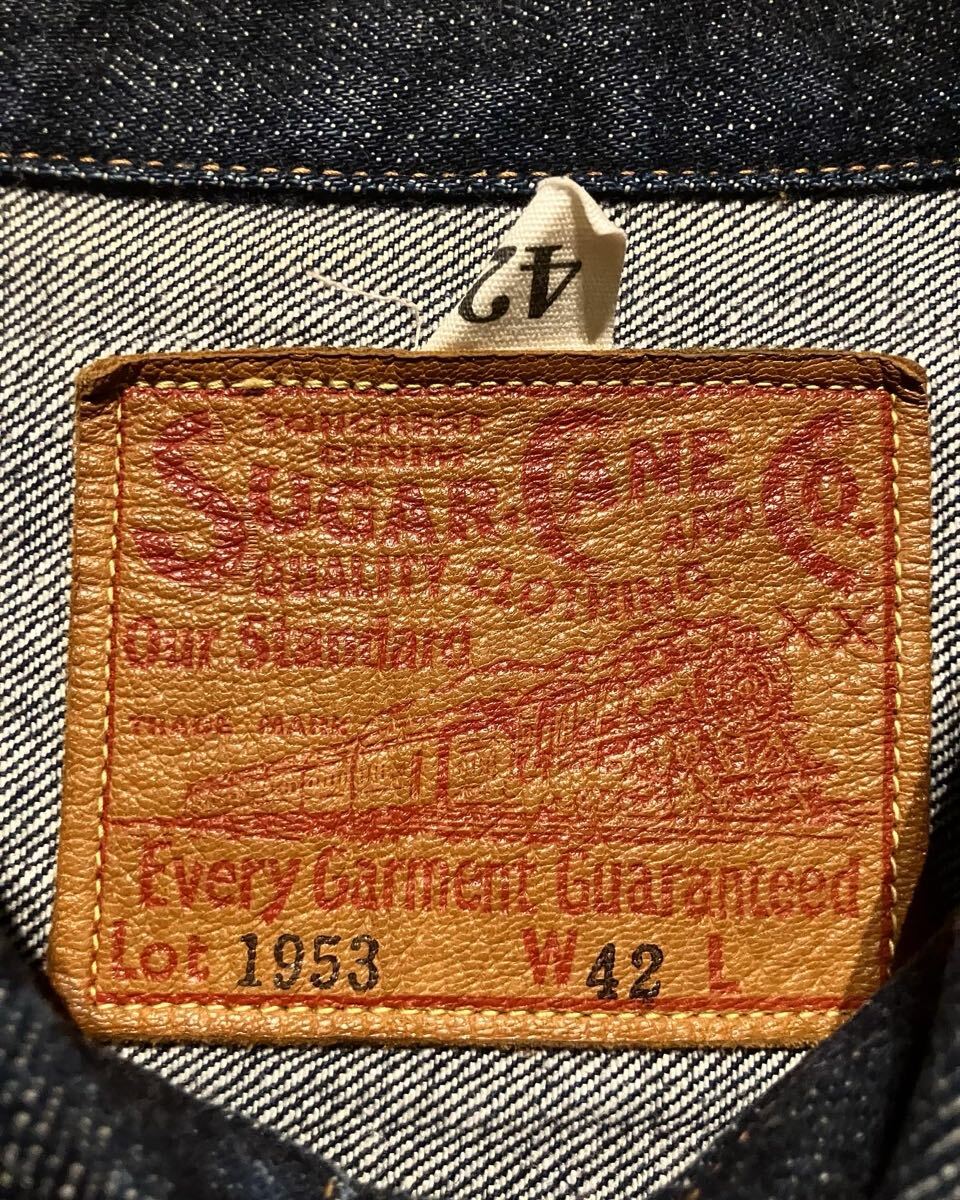 42
TOUGHEST
DENIM
SUGAR CANE CO.
AND
QUALITY CLOTHING
Our Standard XX
TRADE MARK
Every Garment Guaranteed
Lot 1953 W 42 L